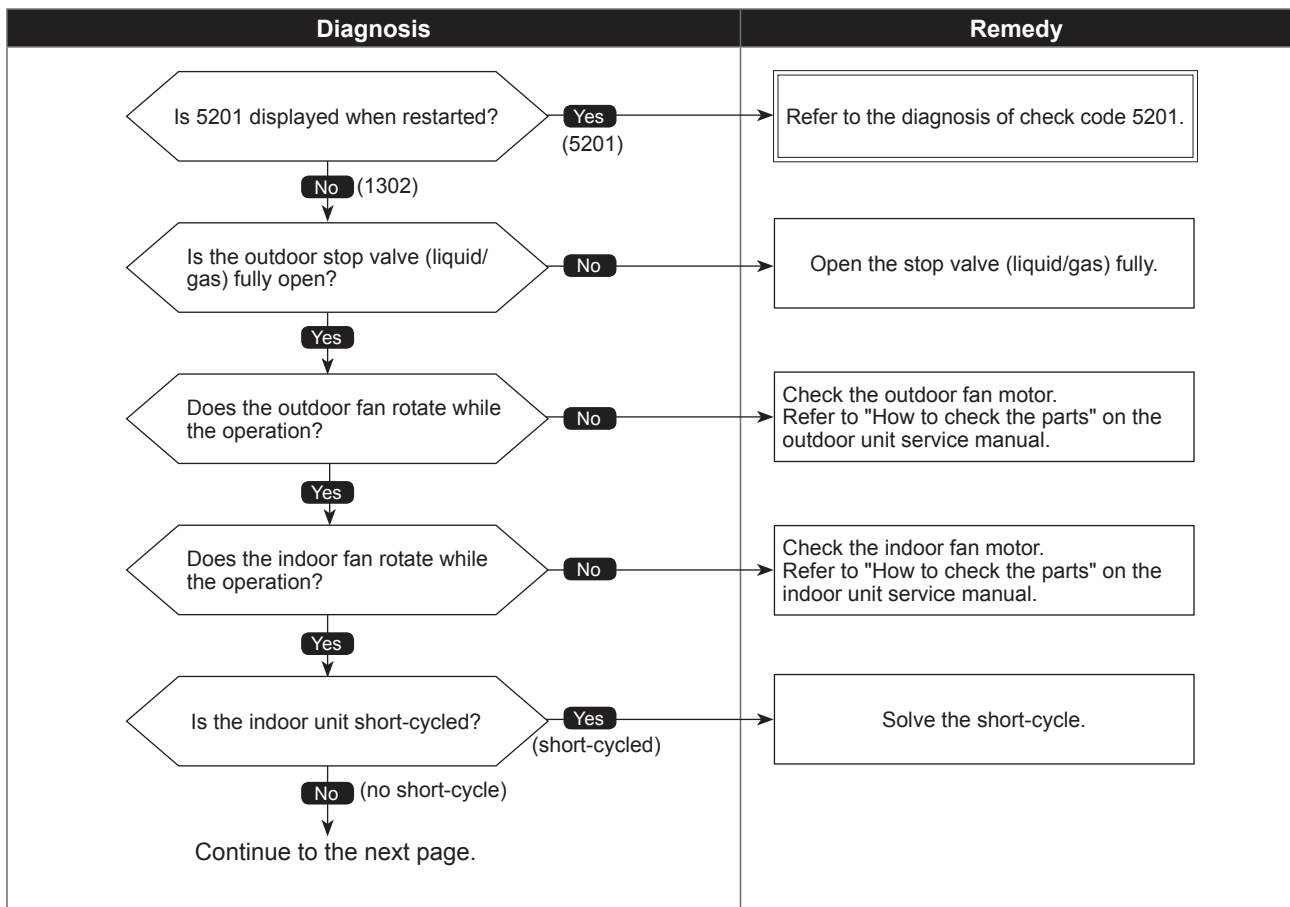 Diagnosis
Remedy
Is 5201 displayed when restarted?
Yes
(5201)
Refer to the diagnosis of check code 5201.
No (1302)
Is the outdoor stop valve (liquid/
gas) fully open?
No
Open the stop valve (liquid/gas) fully.
Yes
Does the outdoor fan rotate while
the operation?
No
Check the outdoor fan motor.
Refer to "How to check the parts" on the
outdoor unit service manual.
Yes
Does the indoor fan rotate while
the operation?
No
Check the indoor fan motor.
Refer to "How to check the parts" on the
indoor unit service manual.
Yes
Is the indoor unit short-cycled?
Yes
(short-cycled)
Solve the short-cycle.
No (no short-cycle)
Continue to the next page.